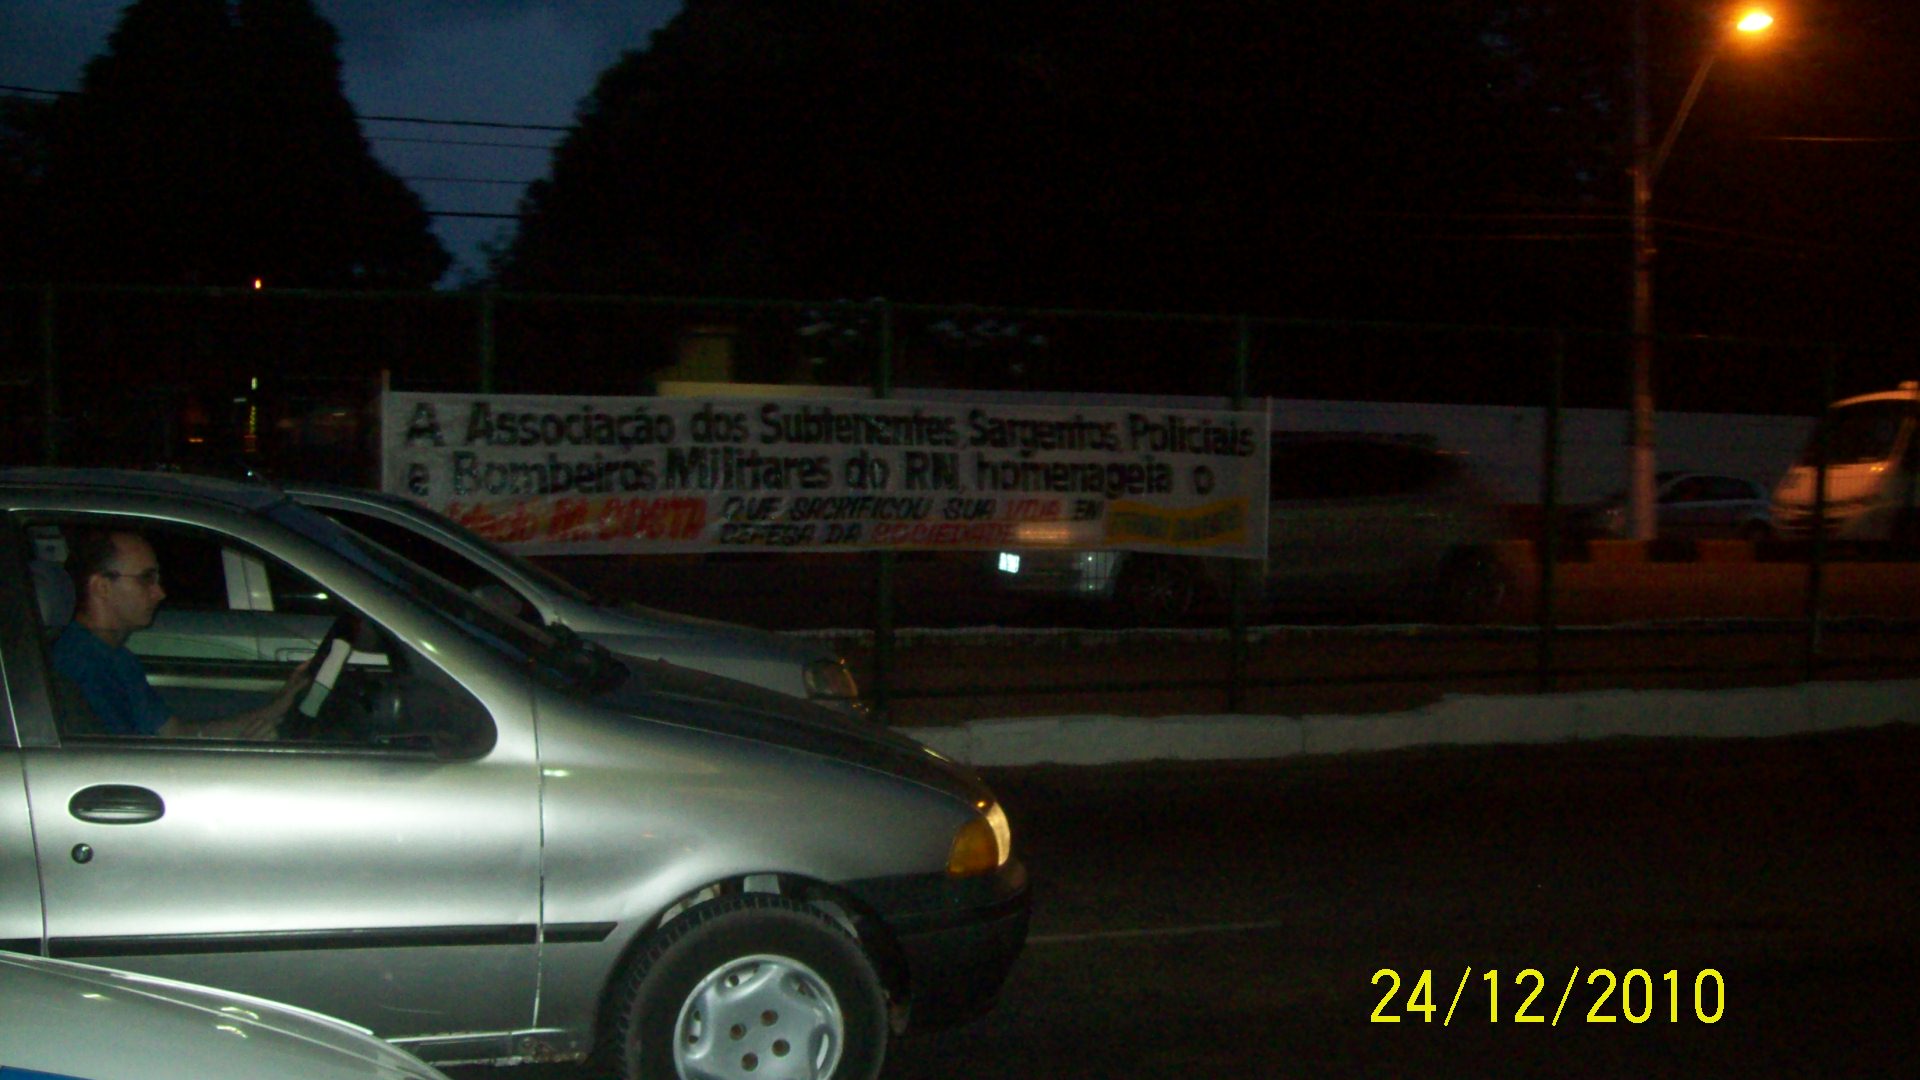 A Associação dos Subtenentes, Sargentos, Policiais
e Bombeiros Militares do RN, homenageia o
QUE SACRIFICOU SUA VIDA EM
DEFESA DA SOCIEDADE
24/12/2010